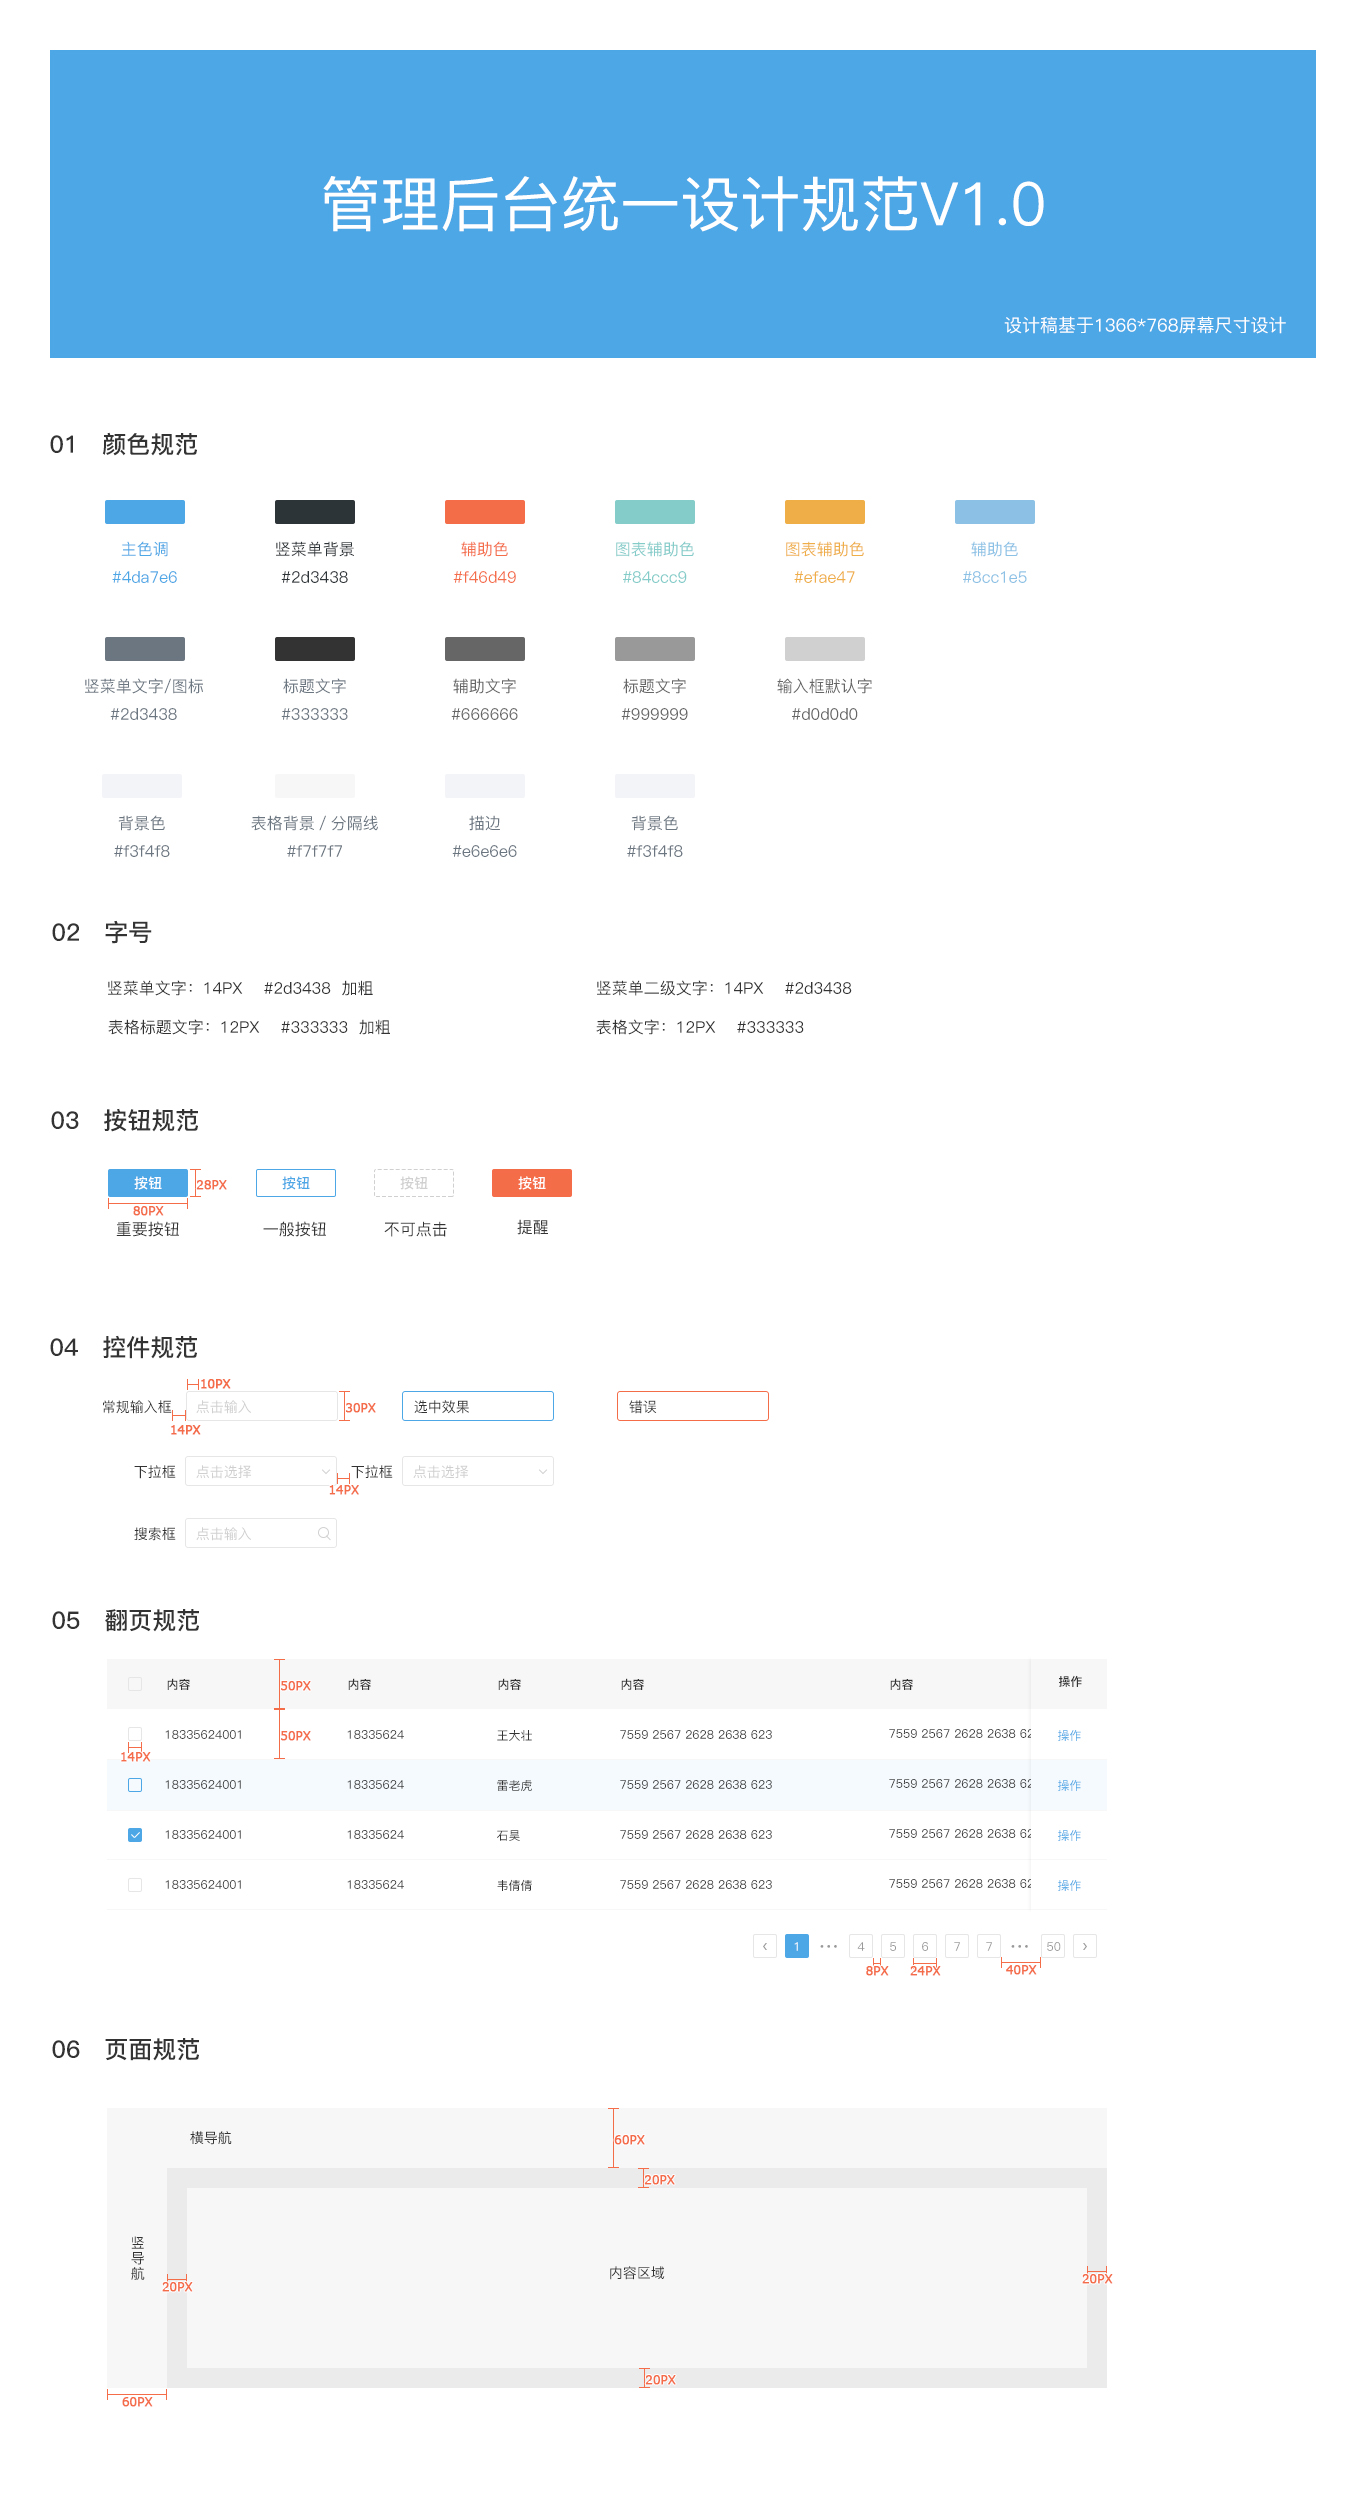 管理后台统一设计规范V1.0
设计稿基于1366*768屏幕尺寸设计
01 颜色规范
主色调 竖菜单背景 辅助色 图表辅助色 图表辅助色 辅助色
#4da7e6 #2d3438 #f46d49 #84ccc9 #efae47 #8cc1e5
竖菜单文字/图标 标题文字 辅助文字 标题文字 输入框默认字
#2d3438 #333333 #666666 #999999 #d0d0d0
背景色 表格背景 / 分隔线 描边 背景色
#f3f4f8 #f7f7f7 #e6e6e6 #f3f4f8
02 字号
竖菜单文字：14PX #2d3438 加粗 竖菜单二级文字：14PX #2d3438
表格标题文字：12PX #333333 加粗 表格文字：12PX #333333
03 按钮规范
按钮 28PX 按钮 按钮 按钮
80PX
重要按钮 一般按钮 不可点击 提醒
04 控件规范
10PX
常规输入框 点击输入 30PX 选中效果 错误
14PX
下拉框 点击选择 下拉框 点击选择
14PX
搜索框 点击输入
05 翻页规范
内容 50PX 内容 内容 内容 内容 操作
18335624001 50PX 18335624 王大壮 7559 2567 2628 2638 623 7559 2567 2628 2638 62 操作
14PX
18335624001 18335624 雷老虎 7559 2567 2628 2638 623 7559 2567 2628 2638 62 操作
18335624001 18335624 石昊 7559 2567 2628 2638 623 7559 2567 2628 2638 62 操作
18335624001 18335624 韦倩倩 7559 2567 2628 2638 623 7559 2567 2628 2638 62 操作
‹ 1 ••• 4 5 6 7 7 ••• 50 ›
8PX 24PX 40PX
06 页面规范
横导航 60PX
20PX
竖导航 内容区域
20PX 20PX
20PX
60PX